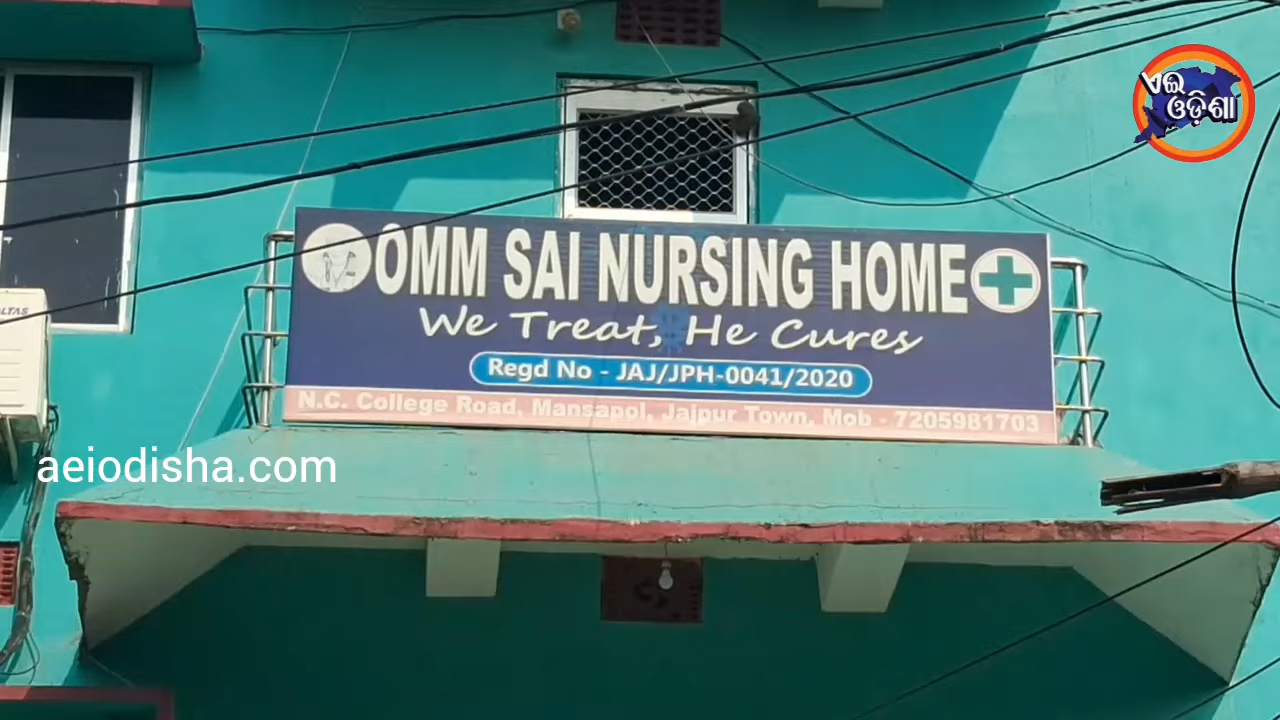 ଏଇ
ଓଡ଼ିଶା
OMM SAI NURSING HOME
We Treat, He Cures
Regd No - JAJ/JPH-0041/2020
N.C. College Road, Mansapol, Jajpur Town, Mob - 7205981703
aeiodisha.com